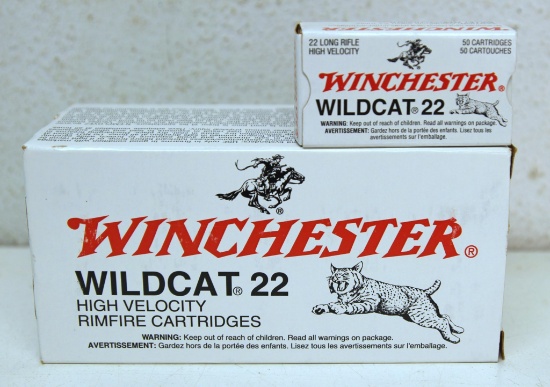 22 LONG RIFLE
HIGH VELOCITY
50 CARTRIDGES
50 CARTOUCHES
WINCHESTER®
WILDCAT® 22
WARNING: Keep out of reach of children. Read all warnings on package.
AVERTISSEMENT: Gardez hors de la portée des enfants. Lisez tous les
avertissements sur l'emballage.
®
WINCHESTER®
WILDCAT® 22
HIGH VELOCITY
RIMFIRE CARTRIDGES
WARNING: Keep out of reach of children. Read all warnings on package.
AVERTISSEMENT: Gardez hors de la portée des enfants. Lisez tous les avertissements sur l'emballage.